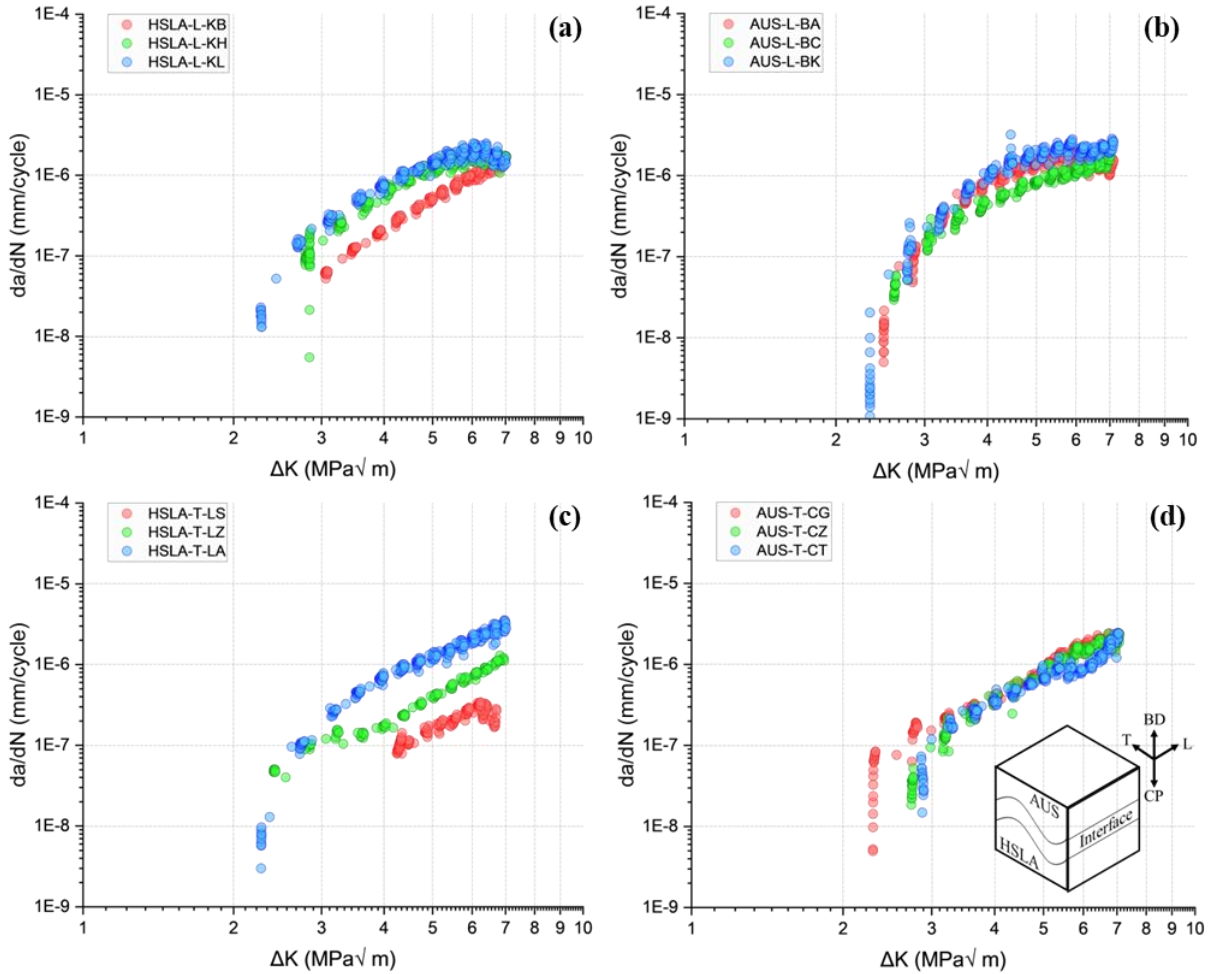 (a)
HSLA-L-KB
HSLA-L-KH
HSLA-L-KL
1E-4
1E-5
1E-6
1E-7
1E-8
1E-9
da/dN (mm/cycle)
1 2 3 4 5 6 7 8 9 10
ΔK (MPa√ m)
(b)
AUS-L-BA
AUS-L-BC
AUS-L-BK
1E-4
1E-5
1E-6
1E-7
1E-8
1E-9
da/dN (mm/cycle)
1 2 3 4 5 6 7 8 9 10
ΔK (MPa√ m)
(c)
HSLA-T-LS
HSLA-T-LZ
HSLA-T-LA
1E-4
1E-5
1E-6
1E-7
1E-8
1E-9
da/dN (mm/cycle)
1 2 3 4 5 6 7 8 9 10
ΔK (MPa√ m)
(d)
AUS-T-CG
AUS-T-CZ
AUS-T-CT
1E-4
1E-5
1E-6
1E-7
1E-8
1E-9
da/dN (mm/cycle)
1 2 3 4 5 6 7 8 9 10
ΔK (MPa√ m)
BD
T L
CP
AUS
Interface
HSLA